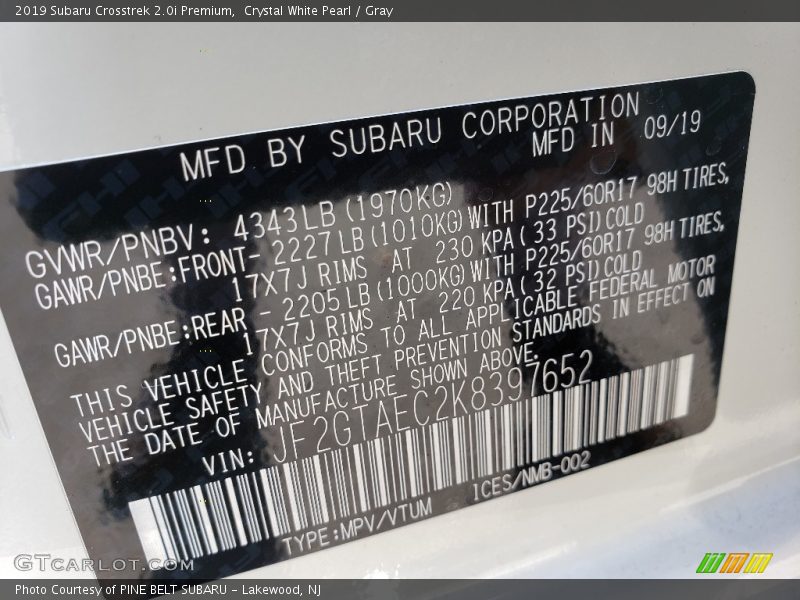 2019 Subaru Crosstrek 2.0i Premium, Crystal White Pearl / Gray
MFD BY SUBARU CORPORATION
MFD IN 09/19
GVWR/PNBV: 4343LB (1970KG)
GAWR/PNBE:FRONT- 2227 LB (1010KG) WITH P225/60R17 98H TIRES,
17X7J RIMS AT 230 KPA ( 33 PSI) COLD
GAWR/PNBE:REAR - 2205 LB (1000KG) WITH P225/60R17 98H TIRES,
17X7J RIMS AT 220 KPA ( 32 PSI) COLD
THIS VEHICLE CONFORMS TO ALL APPLICABLE FEDERAL MOTOR
VEHICLE SAFETY AND THEFT PREVENTION STANDARDS IN EFFECT ON
THE DATE OF MANUFACTURE SHOWN ABOVE.
VIN: JF2GTAEC2K8397652
TYPE:MPV/VTUM ICES/NMB-002
GTCARLOT.COM
Photo Courtesy of PINE BELT SUBARU - Lakewood, NJ